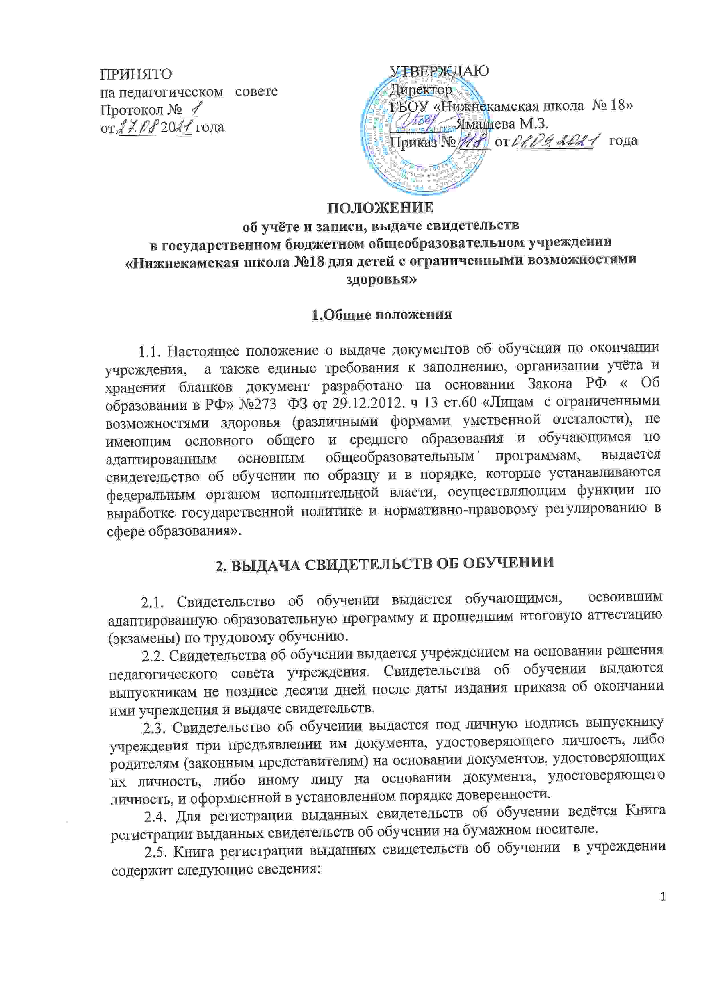 ПРИНЯТО
на педагогическом совете
Протокол № 1
от 27.08 2021 года
УТВЕРЖДАЮ
Директор
ГБОУ «Нижнекамская школа № 18»
Ямашева М.З.
Приказ № 118 от 01.09.2021 года
ПОЛОЖЕНИЕ
об учёте и записи, выдаче свидетельств
в государственном бюджетном общеобразовательном учреждении
«Нижнекамская школа №18 для детей с ограниченными возможностями
здоровья»
1.Общие положения
1.1. Настоящее положение о выдаче документов об обучении по окончании
учреждения, а также единые требования к заполнению, организации учёта и
хранения бланков документ разработано на основании Закона РФ « Об
образовании в РФ» №273 ФЗ от 29.12.2012. ч 13 ст.60 «Лицам с ограниченными
возможностями здоровья (различными формами умственной отсталости), не
имеющим основного общего и среднего образования и обучающимся по
адаптированным основным общеобразовательным программам, выдается
свидетельство об обучении по образцу и в порядке, которые устанавливаются
федеральным органом исполнительной власти, осуществляющим функции по
выработке государственной политике и нормативно-правовому регулированию в
сфере образования».
2. ВЫДАЧА СВИДЕТЕЛЬСТВ ОБ ОБУЧЕНИИ
2.1. Свидетельство об обучении выдается обучающимся, освоившим
адаптированную образовательную программу и прошедшим итоговую аттестацию
(экзамены) по трудовому обучению.
2.2. Свидетельства об обучении выдается учреждением на основании решения
педагогического совета учреждения. Свидетельства об обучении выдаются
выпускникам не позднее десяти дней после даты издания приказа об окончании
ими учреждения и выдаче свидетельств.
2.3. Свидетельство об обучении выдается под личную подпись выпускнику
учреждения при предъявлении им документа, удостоверяющего личность, либо
родителям (законным представителям) на основании документов, удостоверяющих
их личность, либо иному лицу на основании документа, удостоверяющего
личность, и оформленной в установленном порядке доверенности.
2.4. Для регистрации выданных свидетельств об обучении ведётся Книга
регистрации выданных свидетельств об обучении на бумажном носителе.
2.5. Книга регистрации выданных свидетельств об обучении в учреждении
содержит следующие сведения:
1